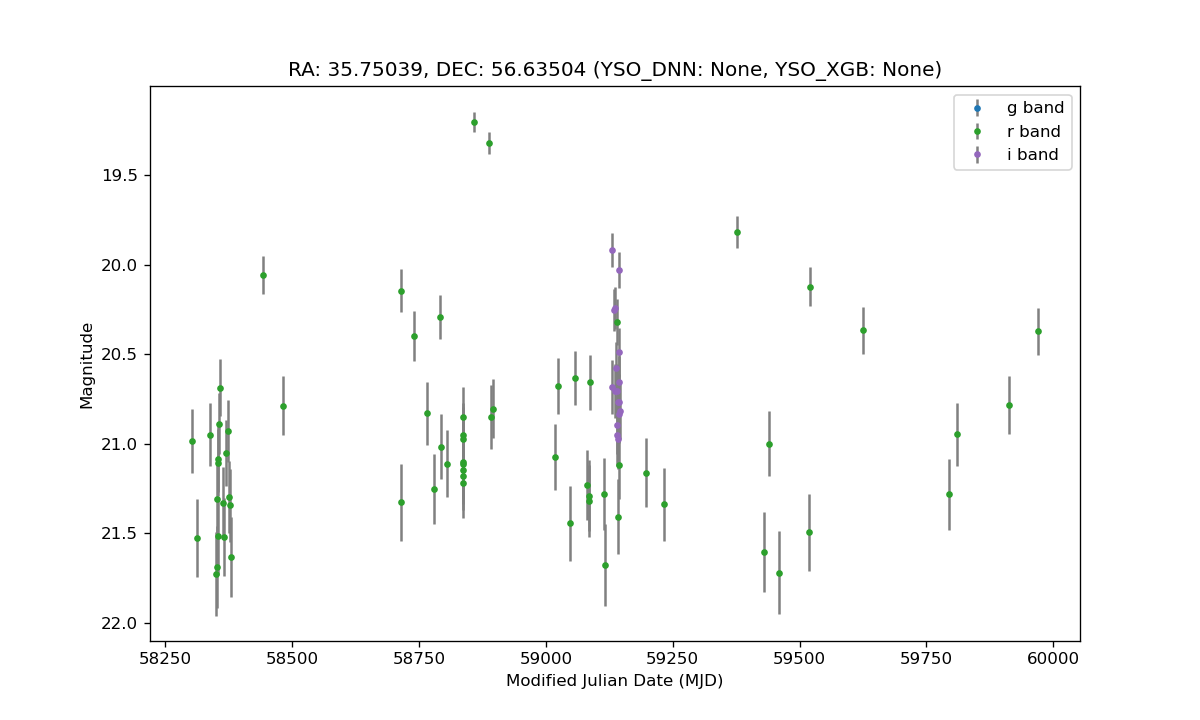 RA: 35.75039, DEC: 56.63504 (YSO_DNN: None, YSO_XGB: None)
g band
r band
i band
19.5
20.0
20.5
21.0
21.5
22.0
Magnitude
58250 58500 58750 59000 59250 59500 59750 60000
Modified Julian Date (MJD)